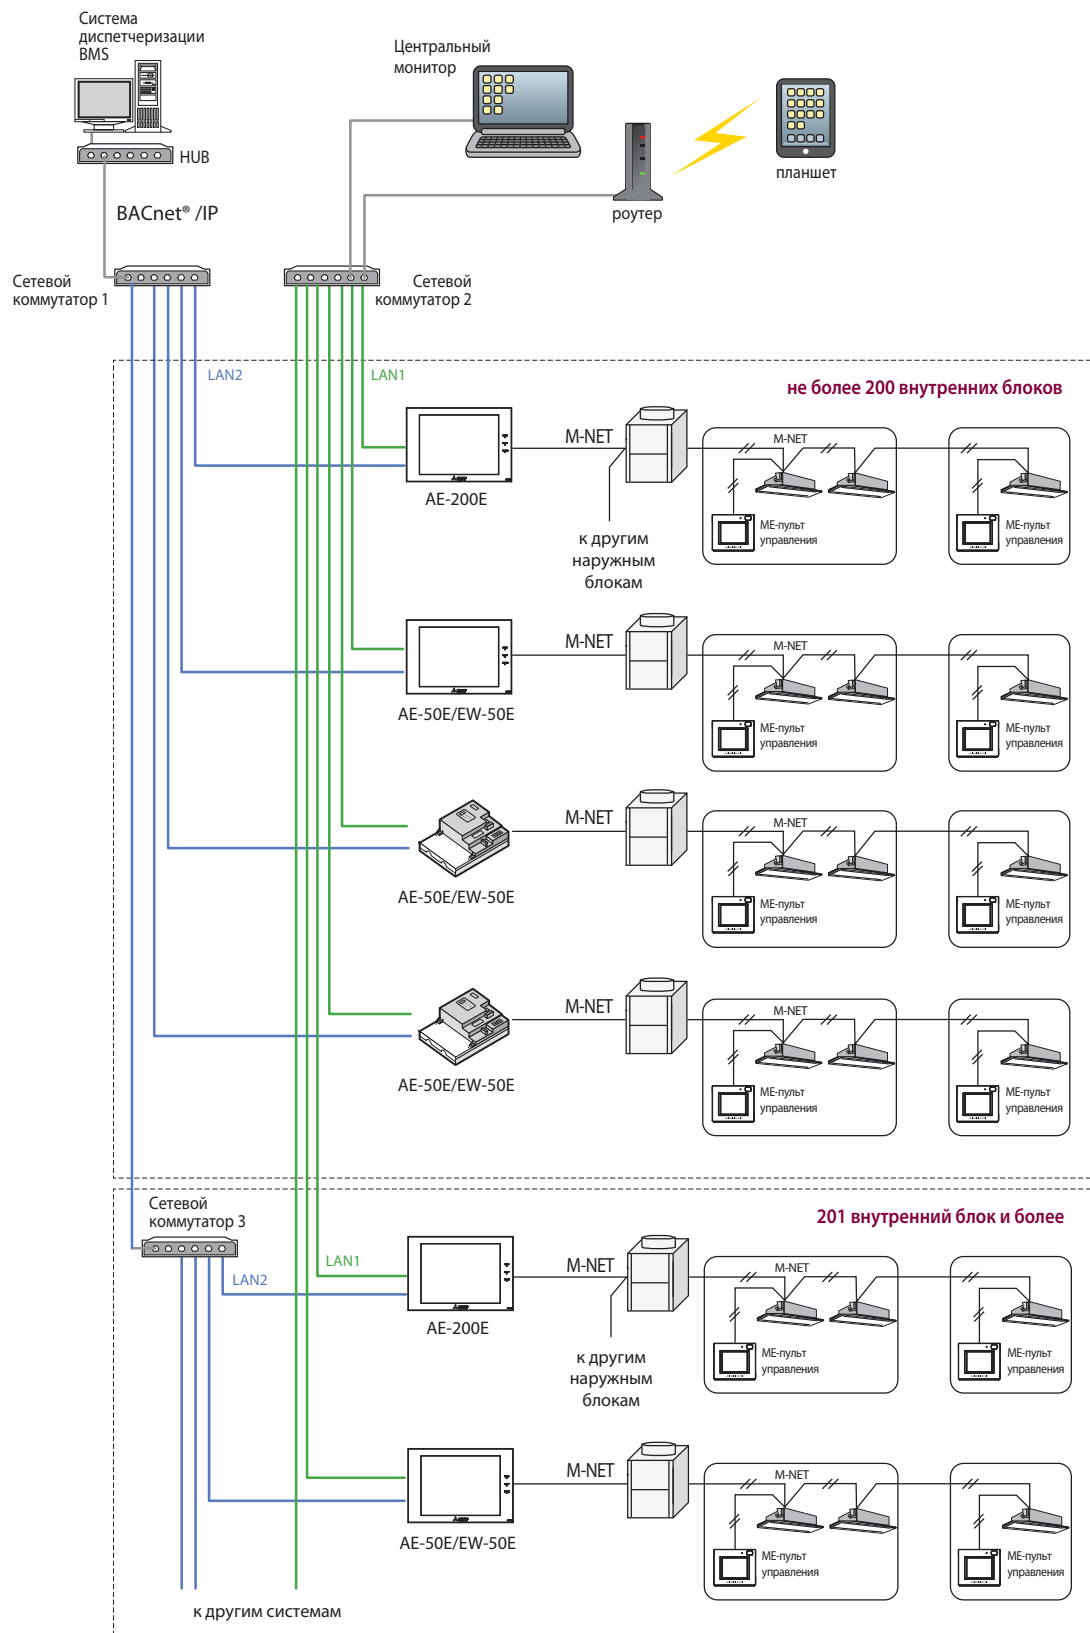 Система
диспетчеризации
BMS
HUB
BACnet® /IP
Центральный
монитор
роутер
планшет
Сетевой
коммутатор 1
Сетевой
коммутатор 2
LAN2
LAN1
не более 200 внутренних блоков
AE-200E
M-NET
к другим
наружным
блокам
M-NET
ME-пульт
управления
ME-пульт
управления
AE-50E/EW-50E
M-NET
M-NET
ME-пульт
управления
ME-пульт
управления
AE-50E/EW-50E
M-NET
M-NET
ME-пульт
управления
ME-пульт
управления
AE-50E/EW-50E
M-NET
M-NET
ME-пульт
управления
ME-пульт
управления
Сетевой
коммутатор 3
201 внутренний блок и более
LAN1
LAN2
AE-200E
M-NET
к другим
наружным
блокам
M-NET
ME-пульт
управления
ME-пульт
управления
AE-50E/EW-50E
M-NET
M-NET
ME-пульт
управления
ME-пульт
управления
к другим системам